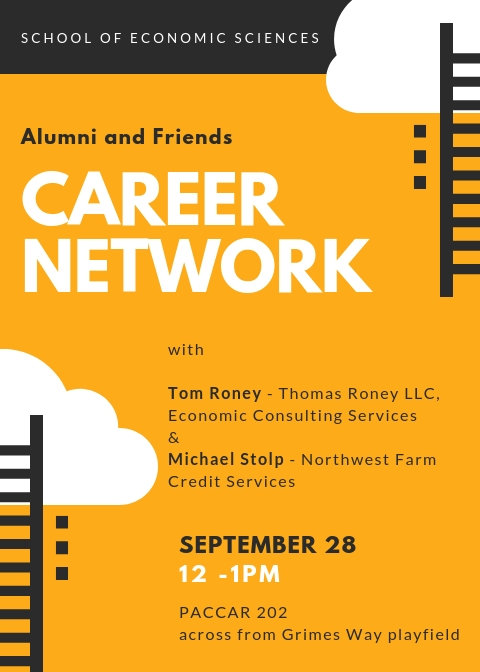 SCHOOL OF ECONOMIC SCIENCES
Alumni and Friends
CAREER
NETWORK
with
Tom Roney - Thomas Roney LLC,
Economic Consulting Services
&
Michael Stolp - Northwest Farm
Credit Services
SEPTEMBER 28
12 -1PM
PACCAR 202
across from Grimes Way playfield